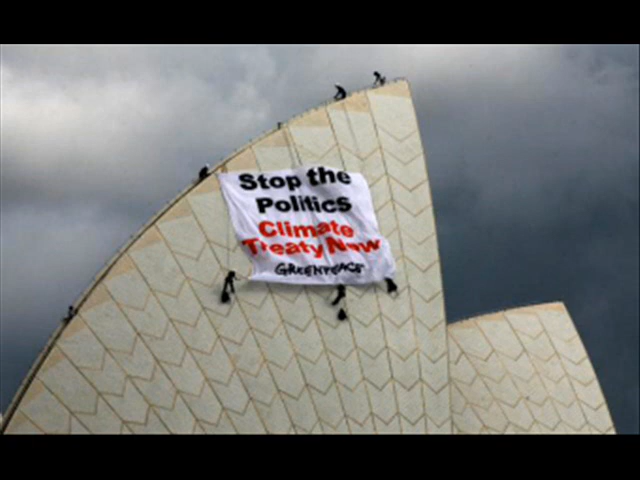 Stop the
Politics
Climate
Treaty Now
GREENPEACE